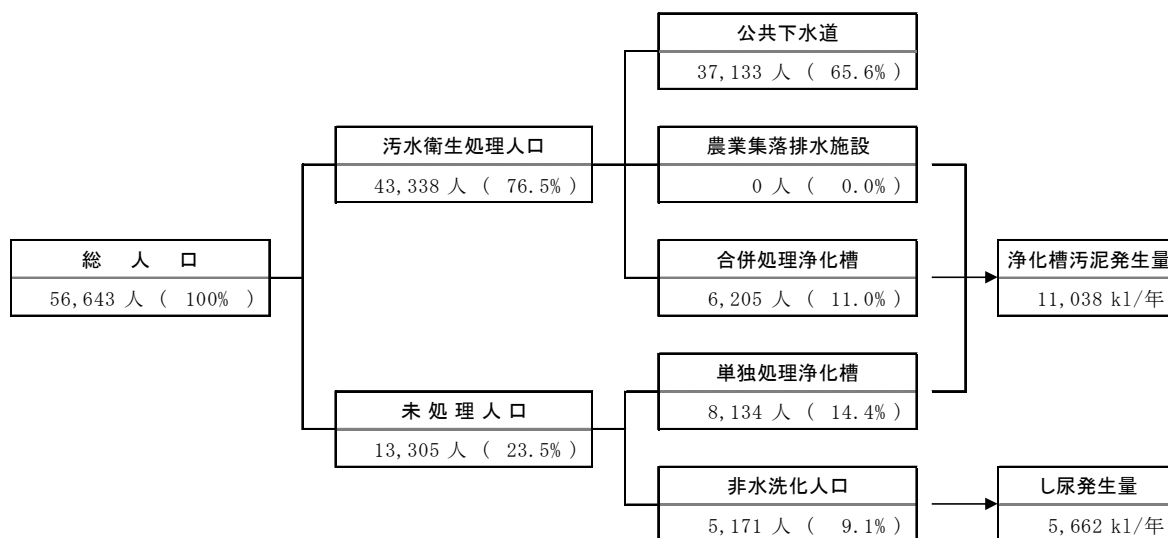 公共下水道
37,133 人 ( 65.6% )
汚水衛生処理人口
43,338 人 ( 76.5% )
農業集落排水施設
0 人 ( 0.0% )
総 人 口
56,643 人 ( 100% )
合併処理浄化槽
6,205 人 ( 11.0% )
浄化槽汚泥発生量
11,038 kl/年
未 処 理 人 口
13,305 人 ( 23.5% )
単独処理浄化槽
8,134 人 ( 14.4% )
非水洗化人口
5,171 人 ( 9.1% )
し尿発生量
5,662 kl/年